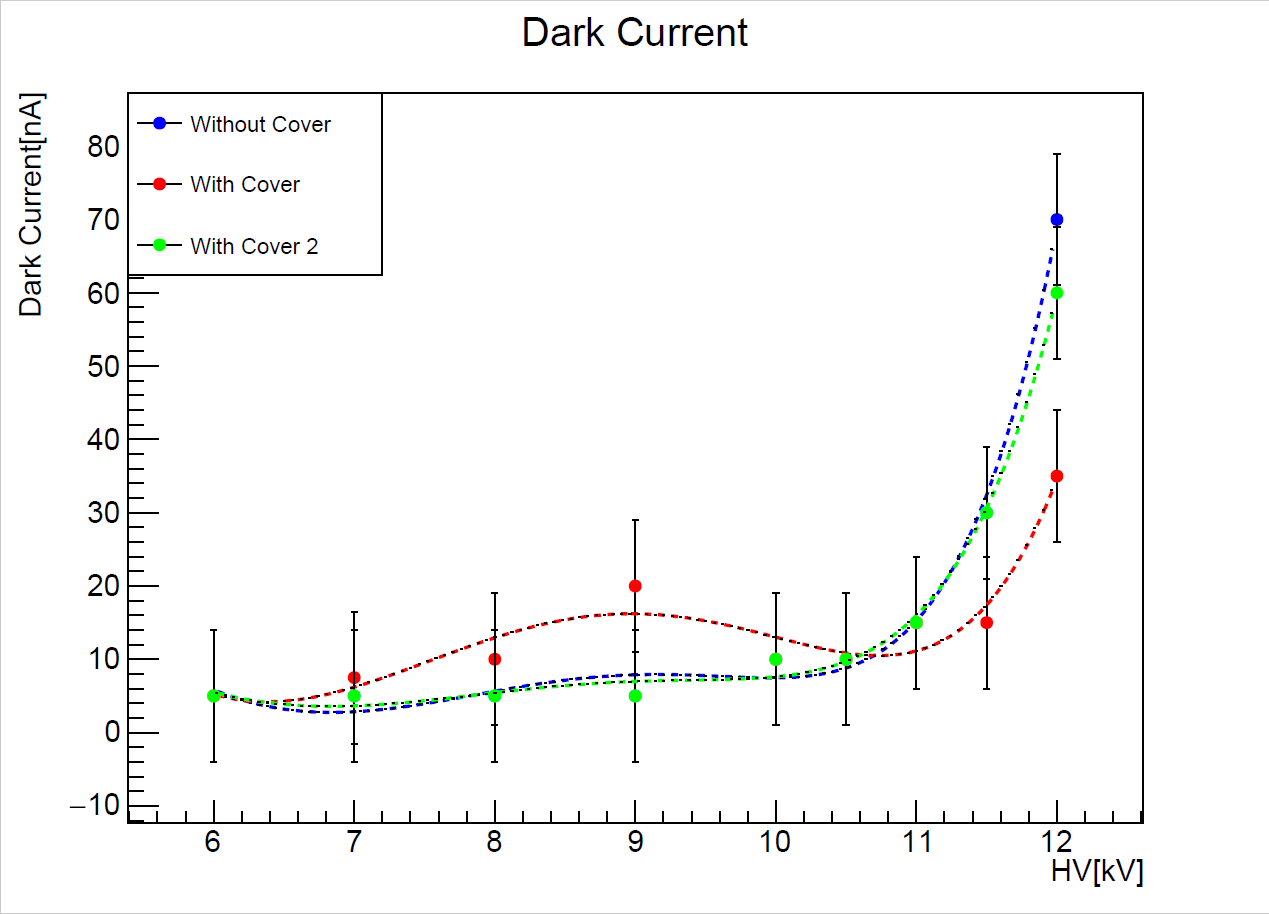 Dark Current
Dark Current[nA]
Without Cover
With Cover
With Cover 2
80
70
60
50
40
30
20
10
0
−10
6 7 8 9 10 11 12
HV[kV]